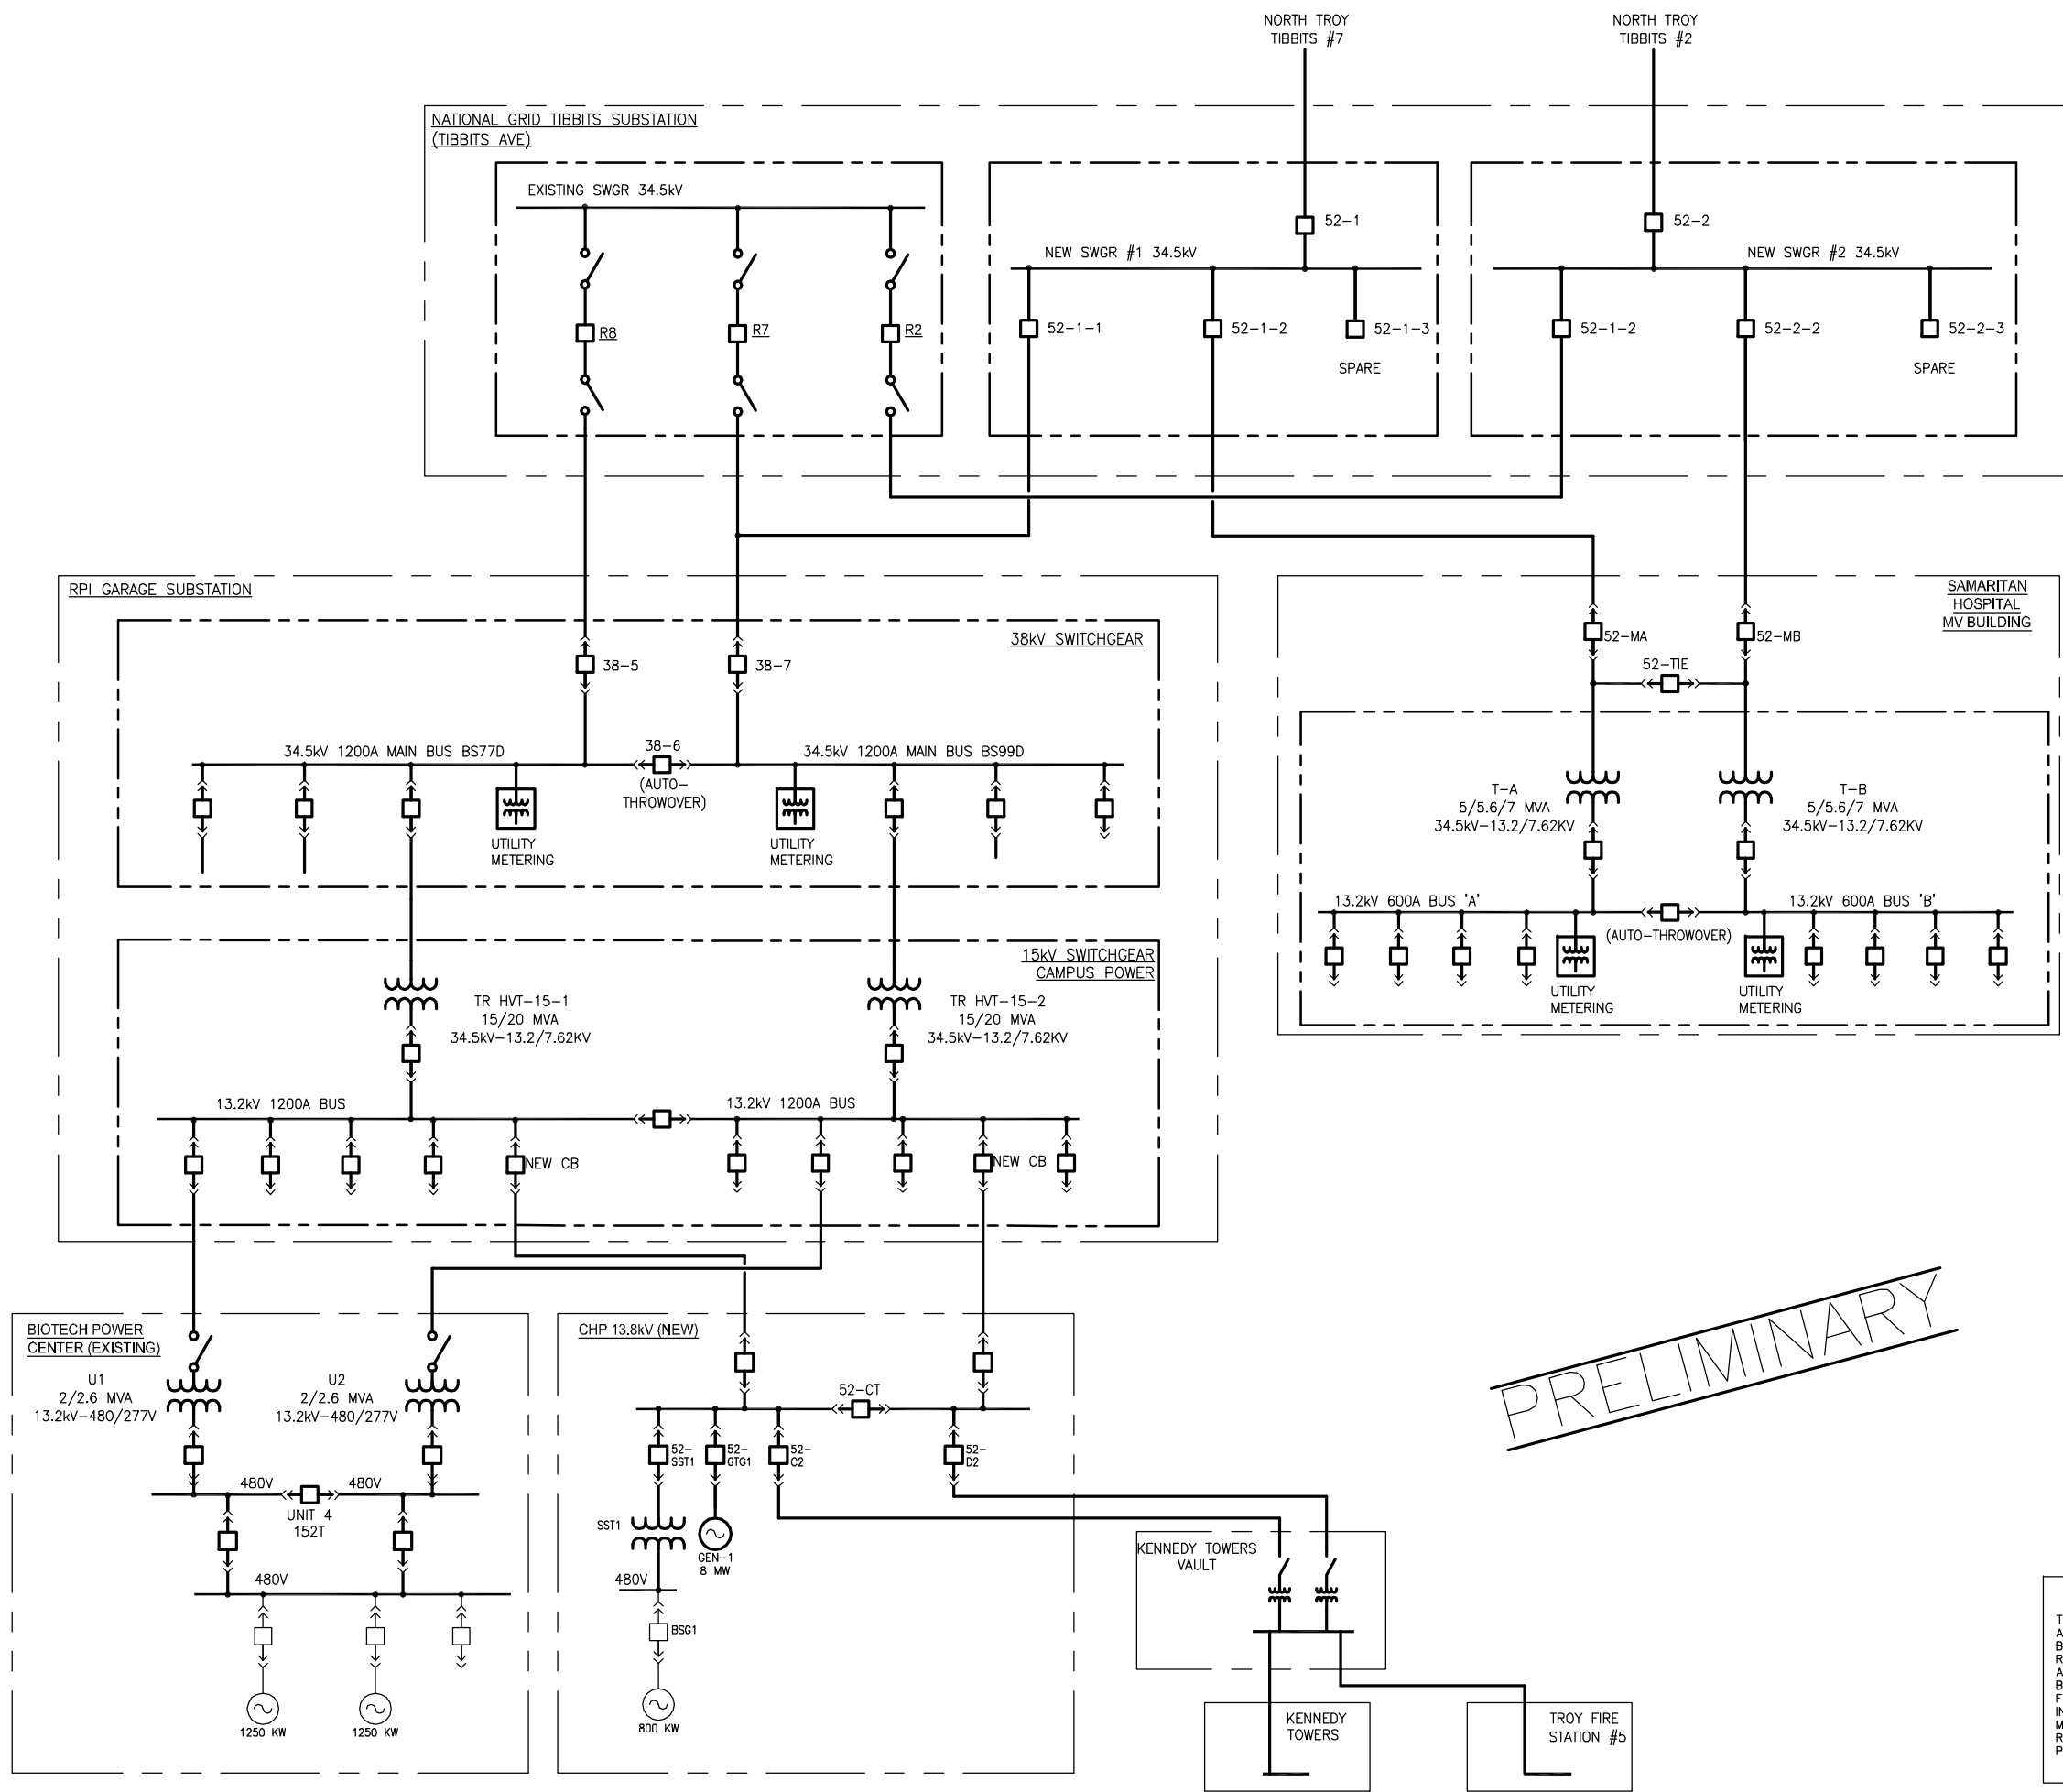 NORTH TROY
TIBBITS #7
NORTH TROY
TIBBITS #2
NATIONAL GRID TIBBITS SUBSTATION
(TIBBITS AVE)
EXISTING SWGR 34.5kV
R8
R7
R2
52-1
NEW SWGR #1 34.5kV
52-1-1
52-1-2
52-1-3
SPARE
52-2
NEW SWGR #2 34.5kV
52-1-2
52-2-2
52-2-3
SPARE
RPI GARAGE SUBSTATION
38kV SWITCHGEAR
38-5
38-7
34.5kV 1200A MAIN BUS BS77D
38-6
(AUTO-
THROWOVER)
34.5kV 1200A MAIN BUS BS99D
UTILITY
METERING
UTILITY
METERING
SAMARITAN
HOSPITAL
MV BUILDING
52-MA
52-MB
52-TIE
T-A
5/5.6/7 MVA
34.5kV-13.2/7.62KV
T-B
5/5.6/7 MVA
34.5kV-13.2/7.62KV
13.2kV 600A BUS 'A'
13.2kV 600A BUS 'B'
(AUTO-THROWOVER)
UTILITY
METERING
UTILITY
METERING
15kV SWITCHGEAR
CAMPUS POWER
TR HVT-15-1
15/20 MVA
34.5kV-13.2/7.62KV
TR HVT-15-2
15/20 MVA
34.5kV-13.2/7.62KV
13.2kV 1200A BUS
13.2kV 1200A BUS
NEW CB
NEW CB
BIOTECH POWER
CENTER (EXISTING)
U1
2/2.6 MVA
13.2kV-480/277V
U2
2/2.6 MVA
13.2kV-480/277V
480V
480V
UNIT 4
152T
480V
1250 KW
1250 KW
CHP 13.8kV (NEW)
52-CT
52-
SST1
52-
GTG1
52-
C2
52-
D2
SST1
GEN-1
8 MW
480V
BSG1
800 KW
KENNEDY TOWERS
VAULT
KENNEDY
TOWERS
TROY FIRE
STATION #5
PRELIMINARY